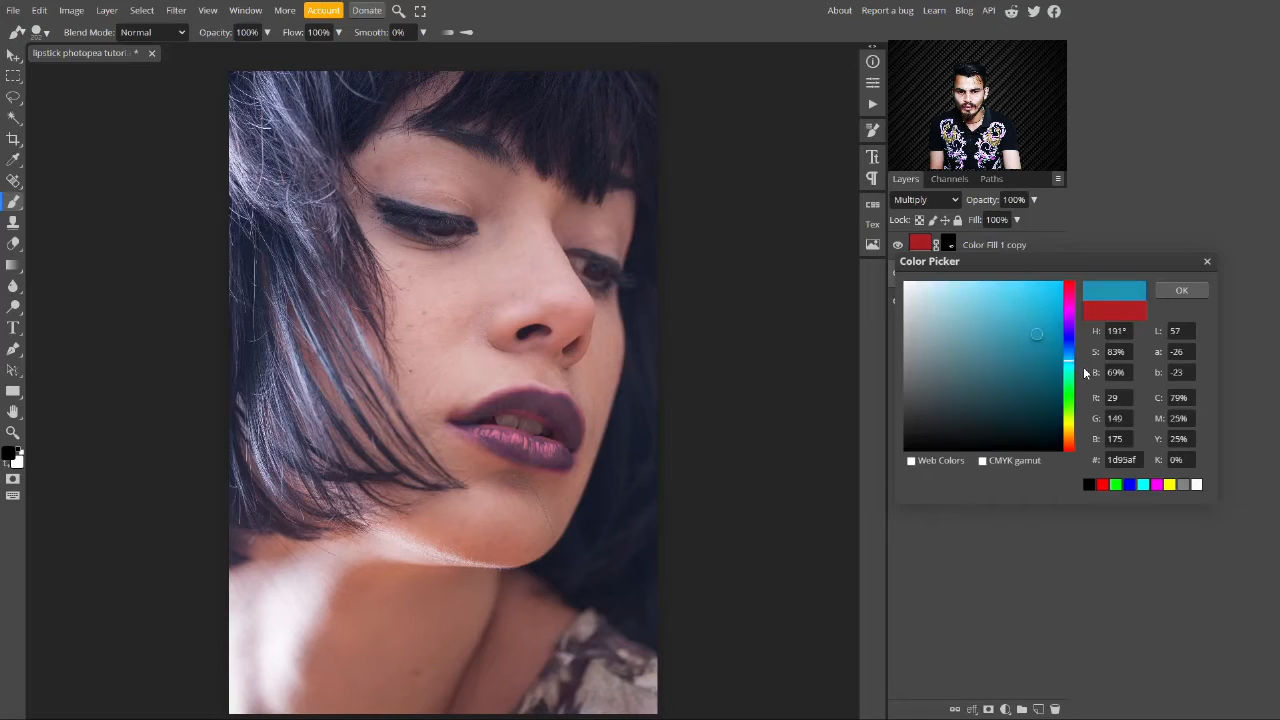 File Edit Image Layer Select Filter View Window More Account Donate About Report a bug Learn Blog API
Blend Mode: Normal Opacity: 100% Flow: 100% Smooth: 0%
lipstick photopea tutori.. *
Layers Channels Paths
Multiply Opacity: 100%
Lock: Fill: 100%
Color Fill 1 copy
Color Picker
OK
H: 191° L: 57
S: 83% a: -26
B: 69% b: -23
R: 29 C: 79%
G: 149 M: 25%
B: 175 Y: 25%
#: 1d95af K: 0%
Web Colors CMYK gamut
CSS
Tex
eff